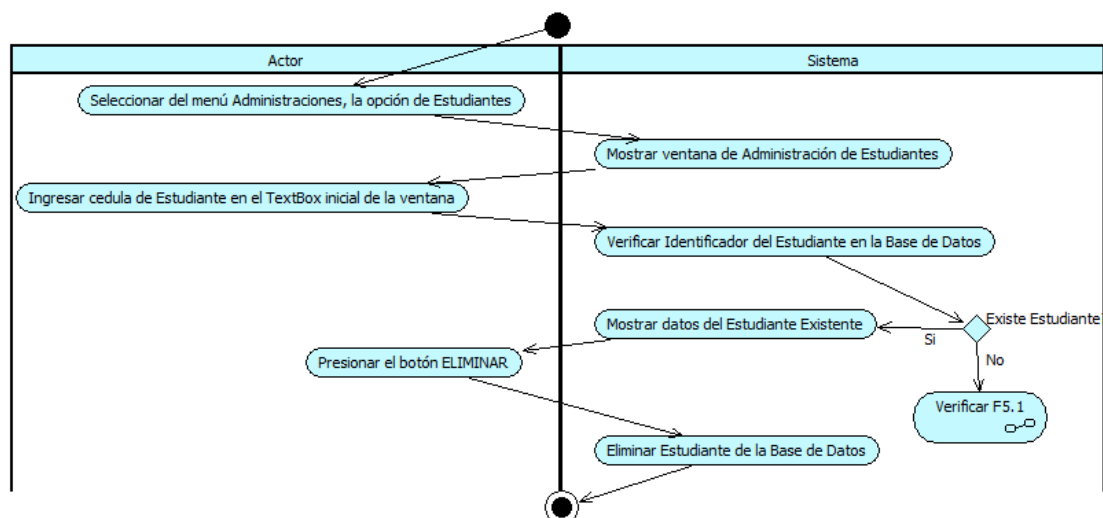 Actor
Sistema
Seleccionar del menú Administraciones, la opción de Estudiantes
Mostrar ventana de Administración de Estudiantes
Ingresar cedula de Estudiante en el TextBox inicial de la ventana
Verificar Identificador del Estudiante en la Base de Datos
Existe Estudiante
Mostrar datos del Estudiante Existente
Si
No
Presionar el botón ELIMINAR
Verificar F5.1
Eliminar Estudiante de la Base de Datos